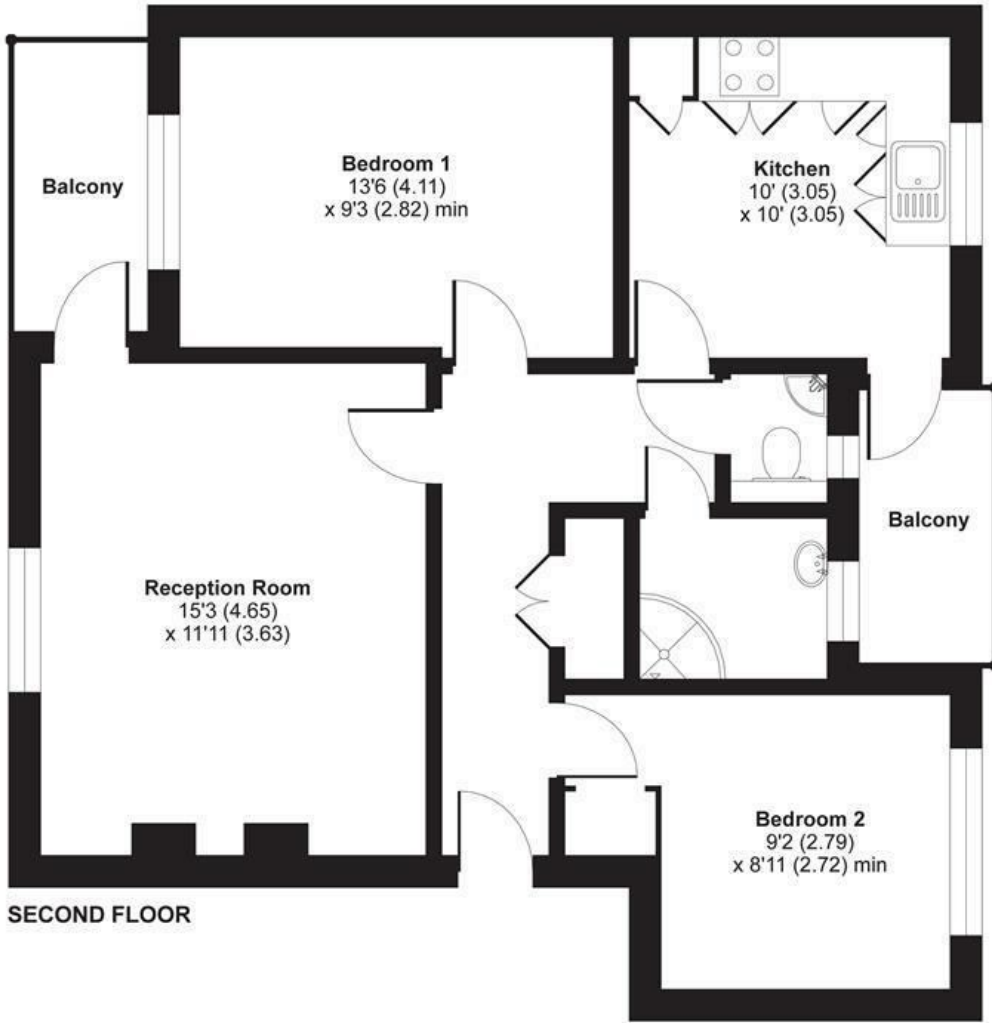 Balcony
Bedroom 1
13'6 (4.11)
x 9'3 (2.82) min
Kitchen
10' (3.05)
x 10' (3.05)
Reception Room
15'3 (4.65)
x 11'11 (3.63)
Balcony
Bedroom 2
9'2 (2.79)
x 8'11 (2.72) min
SECOND FLOOR